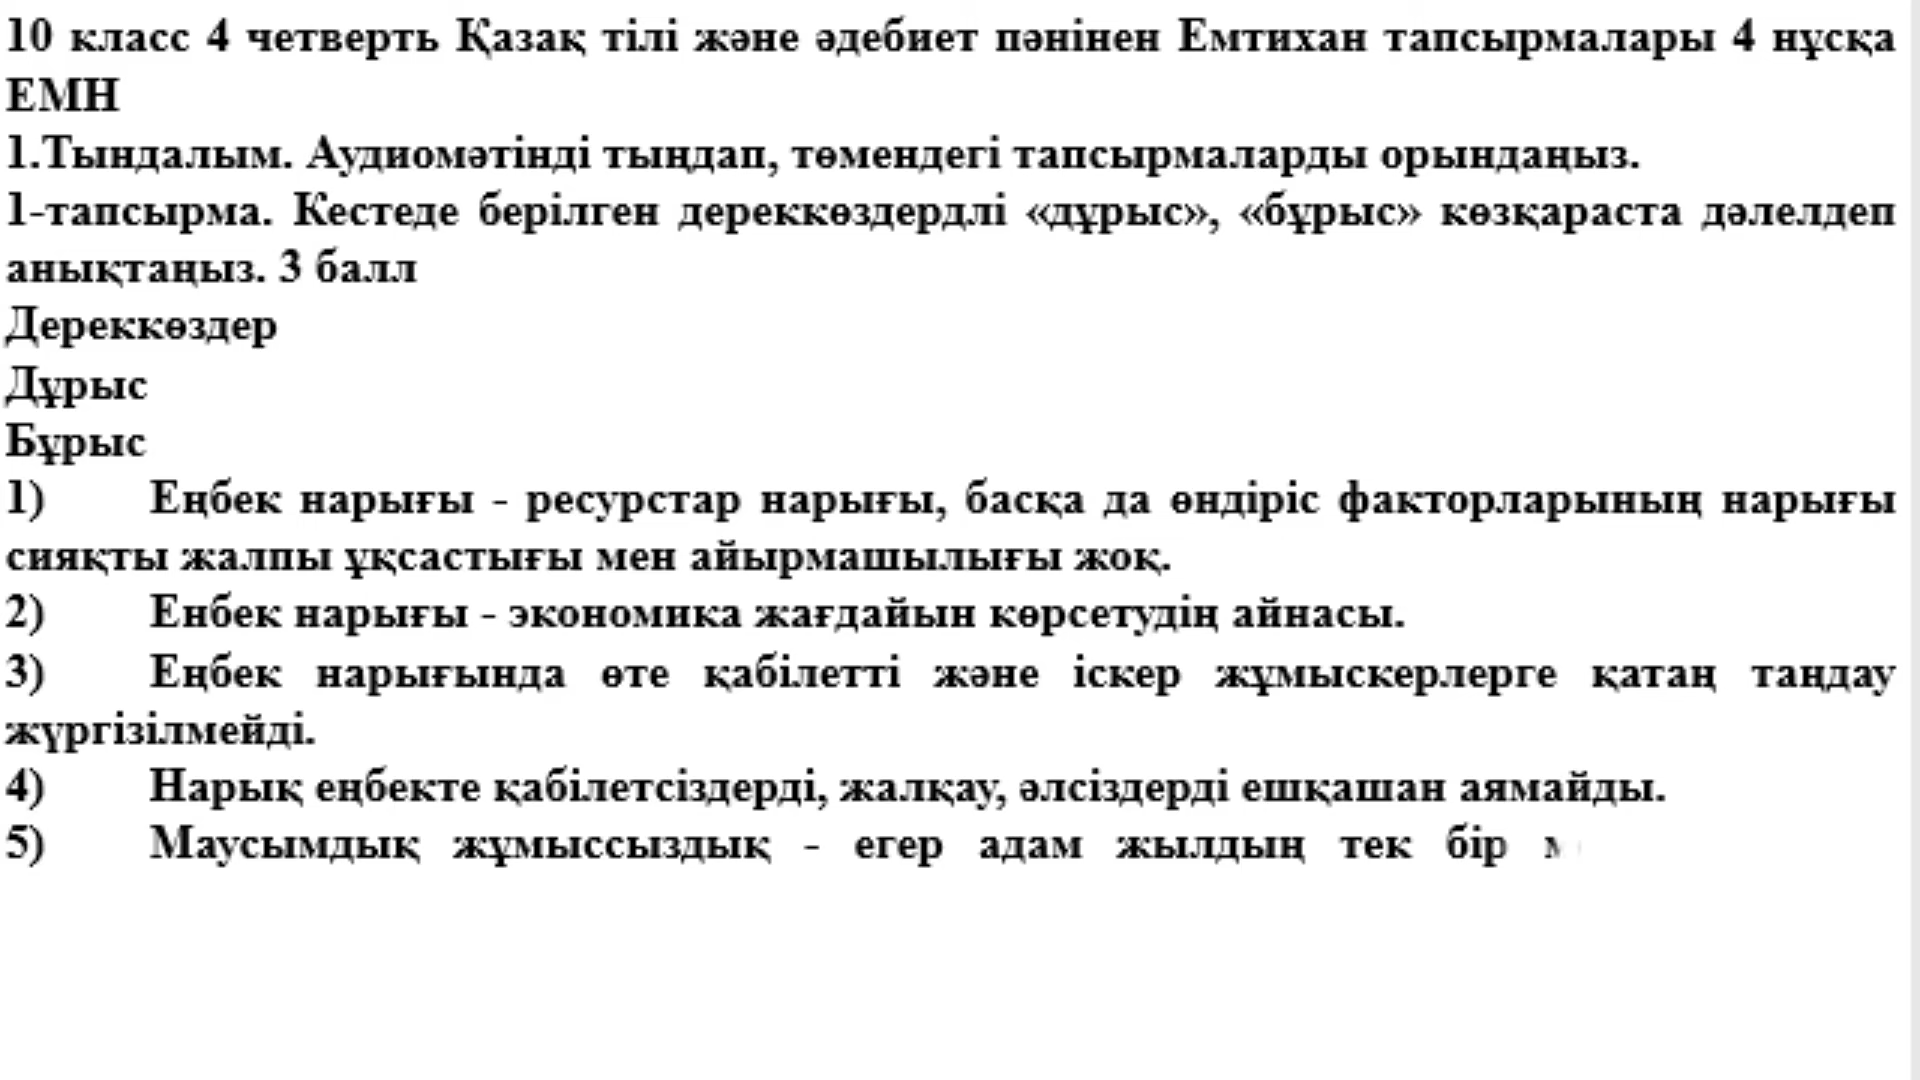 10 класс 4 четверть Қазақ тілі және әдебиет пәнінен Емтихан тапсырмалары 4 нұсқа
ЕМН
1.Тындалым. Аудиомәтінді тыңдап, төмендегі тапсырмаларды орындаңыз.
1-тапсырма. Кестеде берілген дереккөздердлі «дұрыс», «бұрыс» көзқараста дәлелдеп
анықтаңыз. 3 балл
Дереккөздер
Дұрыс
Бұрыс
1) Еңбек нарығы - ресурстар нарығы, басқа да өндіріс факторларының нарығы
сияқты жалпы ұқсастығы мен айырмашылығы жоқ.
2) Енбек нарығы - экономика жағдайын көрсетудің айнасы.
3) Еңбек нарығында өте қабілетті және іскер жұмыскерлерге қатаң таңдау
жүргізілмейді.
4) Нарық еңбекте қабілетсіздерді, жалқау, әлсіздерді ешқашан аямайды.
5) Маусымдық жұмыссыздық - егер адам жылдың тек бір